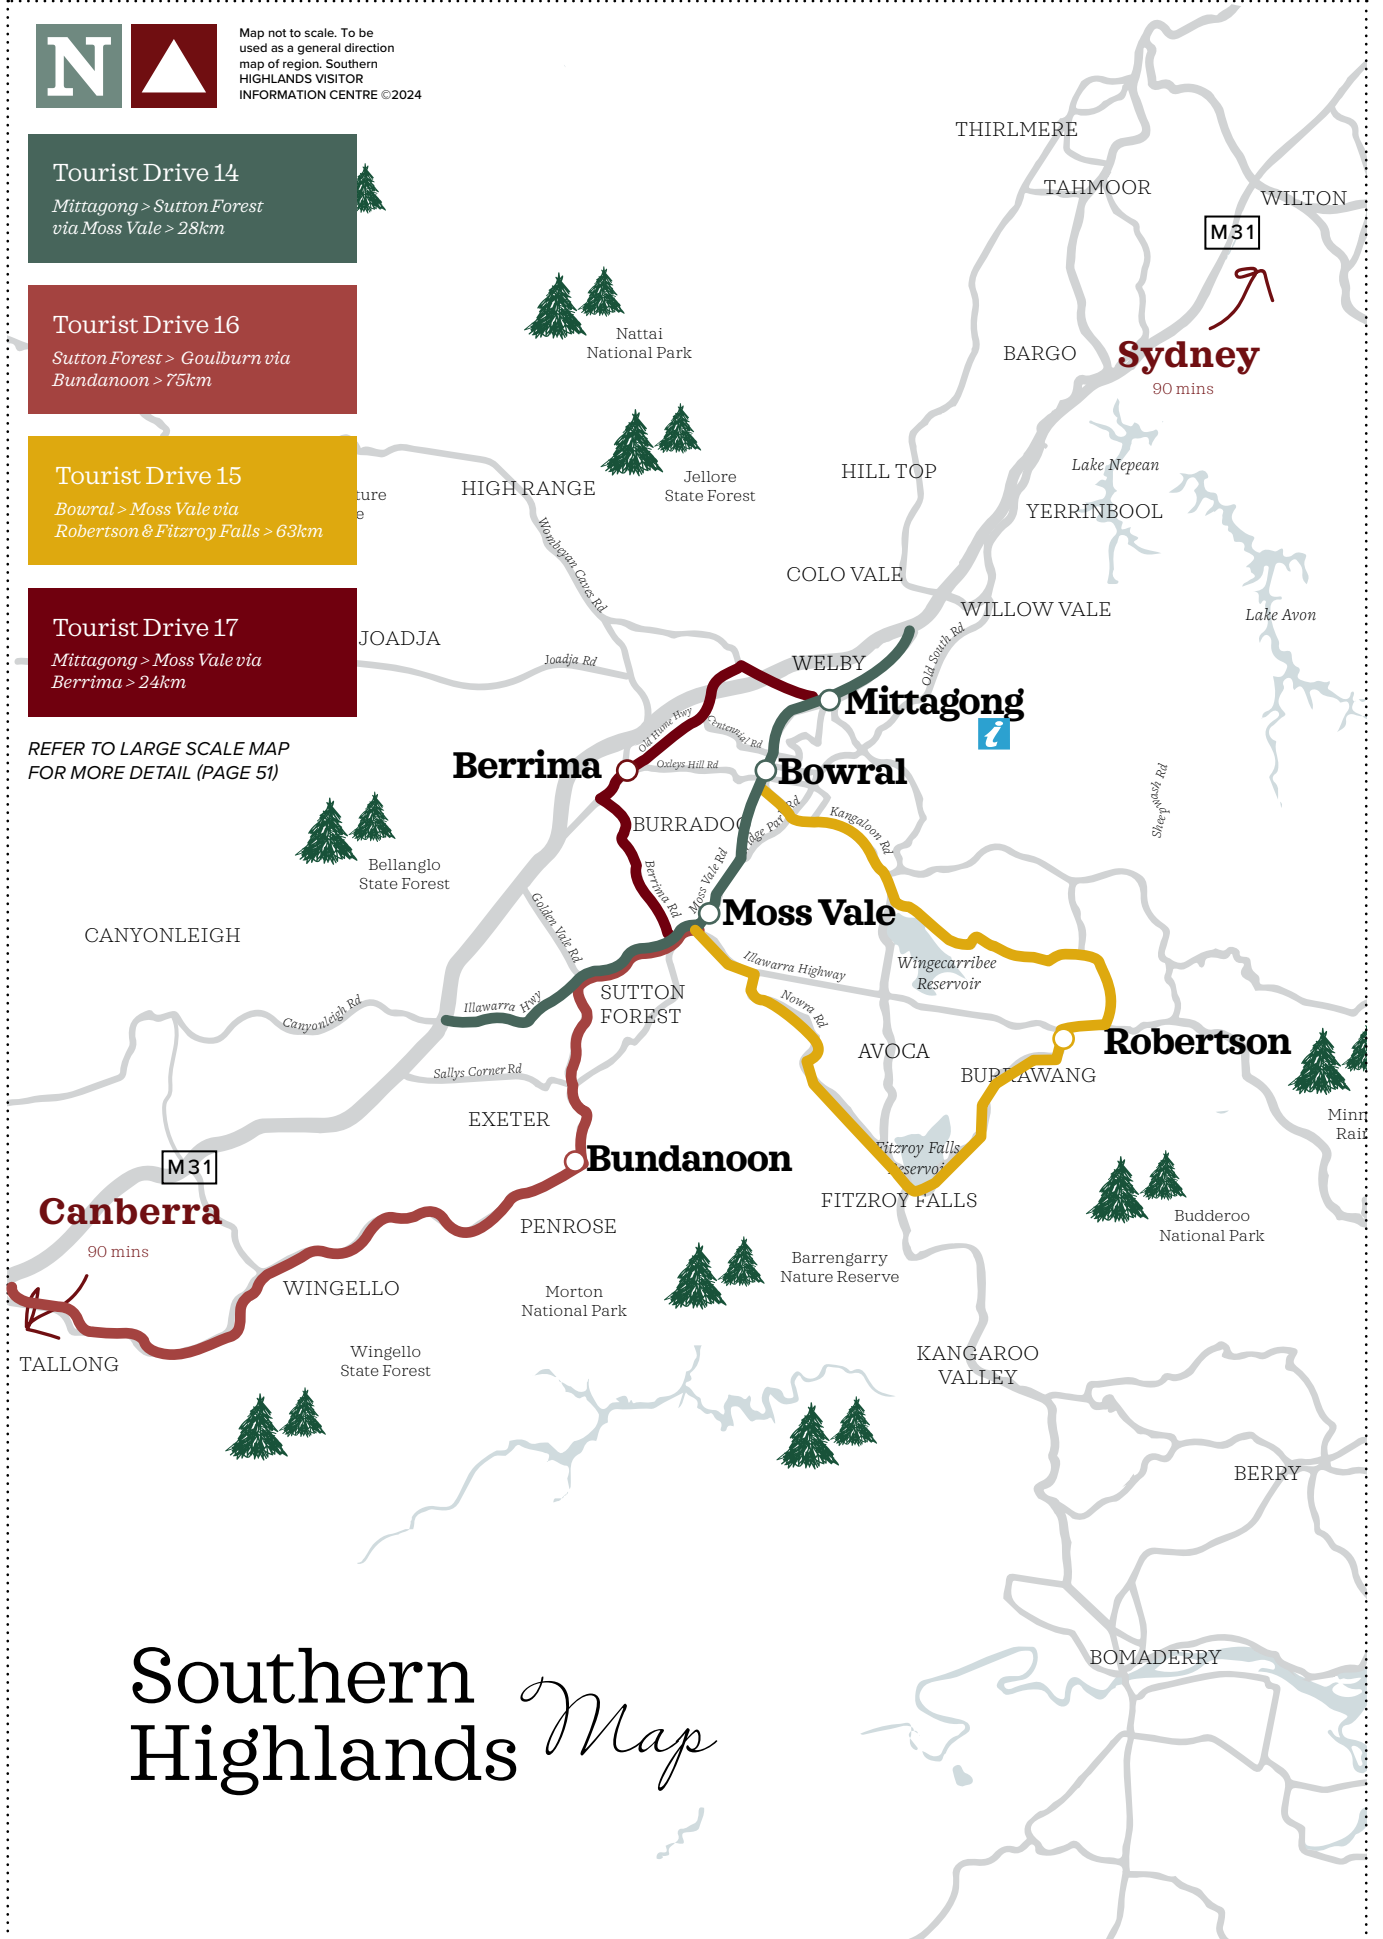 N
Map not to scale. To be
used as a general direction
map of region. Southern
HIGHLANDS VISITOR
INFORMATION CENTRE ©2024
Tourist Drive 14
Mittagong > Sutton Forest
via Moss Vale > 28km
Tourist Drive 16
Sutton Forest > Goulburn via
Bundanoon > 75km
Tourist Drive 15
Bowral > Moss Vale via
Robertson & Fitzroy Falls > 63km
Tourist Drive 17
Mittagong > Moss Vale via
Berrima > 24km
REFER TO LARGE SCALE MAP
FOR MORE DETAIL (PAGE 51)
THIRLMERE
TAHMOOR
WILTON
M31
Nattai
National Park
BARGO
Sydney
90 mins
HILL TOP
Lake Nepean
Jellore
State Forest
HIGH RANGE
YERRINBOOL
Wombeyan Caves Rd
COLO VALE
WILLOW VALE
Lake Avon
JOADJA
Joadja Rd
Old South Rd
WELBY
Mittagong
i
Old Hume Hwy
Centennial Rd
Oxleys Hill Rd
Berrima
Bowral
Sheepwash Rd
BURRADOO
Kangaloon Rd
Bellanglo
State Forest
Berrima Rd
Moss Vale Rd
Golden Vale Rd
Moss Vale
CANYONLEIGH
Illawarra Highway
Wingecarribee
Reservoir
SUTTON
FOREST
Illawarra Hwy
Nowra Rd
Canyonleigh Rd
Robertson
AVOCA
Sallys Corner Rd
BURRAWANG
EXETER
Minn
Rain
Bundanoon
Fitzroy Falls
Reservoir
M31
FITZROY FALLS
Canberra
90 mins
Budderoo
National Park
PENROSE
Barrengarry
Nature Reserve
WINGELLO
Morton
National Park
TALLONG
Wingello
State Forest
KANGAROO
VALLEY
BERRY
BOMADERRY
Southern
Highlands
Map